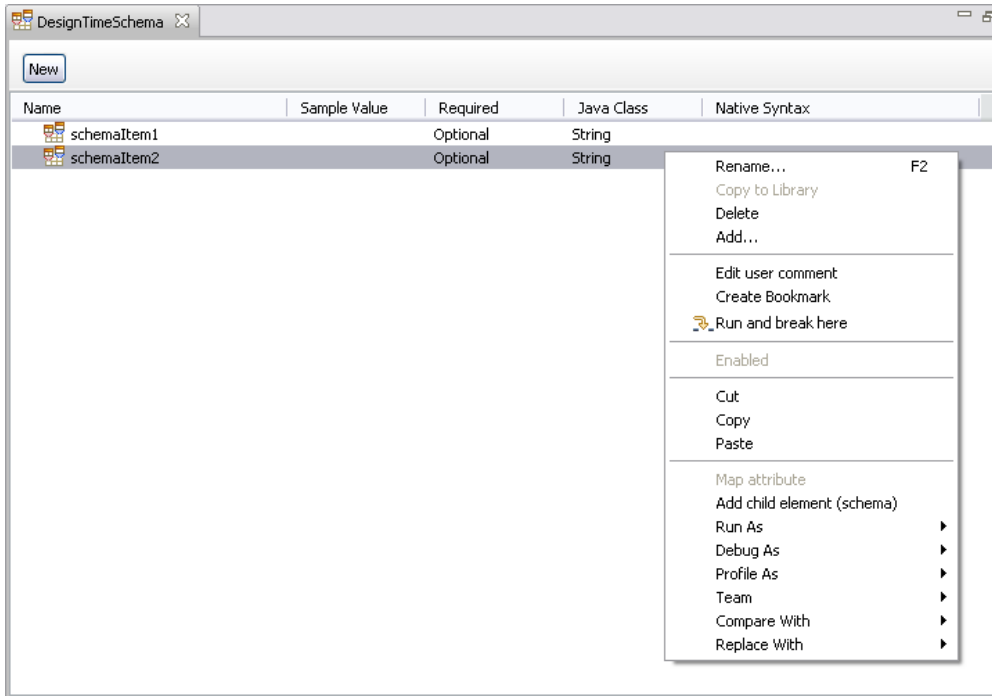 DesignTimeSchema
New
Name Sample Value Required Java Class Native Syntax
schemaItem1 Optional String
schemaItem2 Optional String
Rename... F2
Copy to Library
Delete
Add...
Edit user comment
Create Bookmark
Run and break here
Enabled
Cut
Copy
Paste
Map attribute
Add child element (schema)
Run As
Debug As
Profile As
Team
Compare With
Replace With